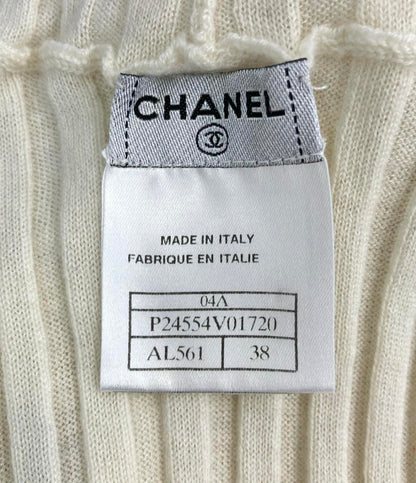 CHANEL
MADE IN ITALY
FABRIQUE EN ITALIE
04A
P24554V01720
AL561 38